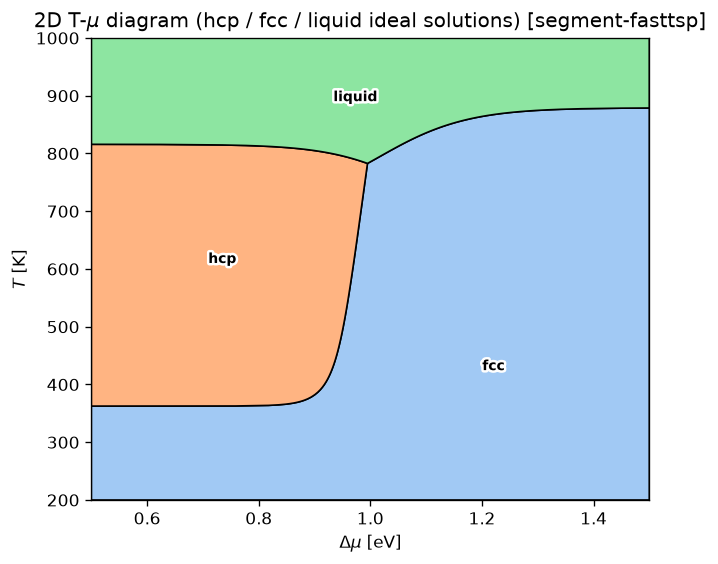 2D T-μ diagram (hcp / fcc / liquid ideal solutions) [segment-fasttsp]
1000
900
800
700
600
500
400
300
200
T [K]
liquid
hcp
fcc
0.6 0.8 1.0 1.2 1.4
Δμ [eV]